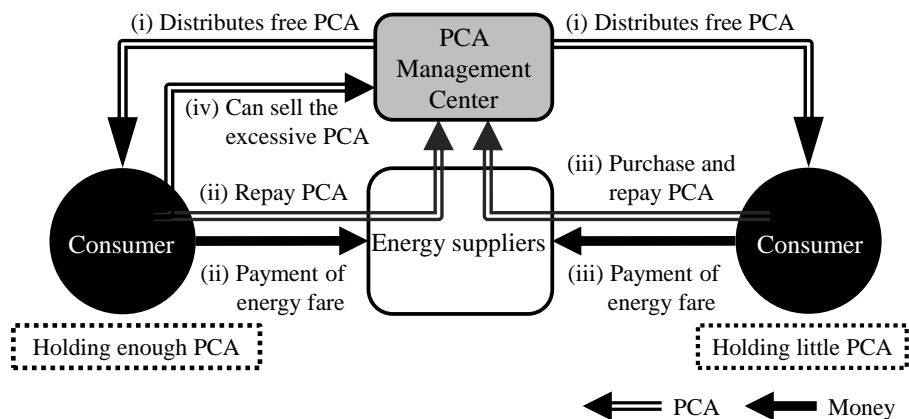 (i) Distributes free PCA
PCA
Management
Center
(i) Distributes free PCA
(iv) Can sell the
excessive PCA
(ii) Repay PCA
(iii) Purchase and
repay PCA
Consumer
Energy suppliers
Consumer
(ii) Payment of
energy fare
(iii) Payment of
energy fare
Holding enough PCA
Holding little PCA
PCA
Money